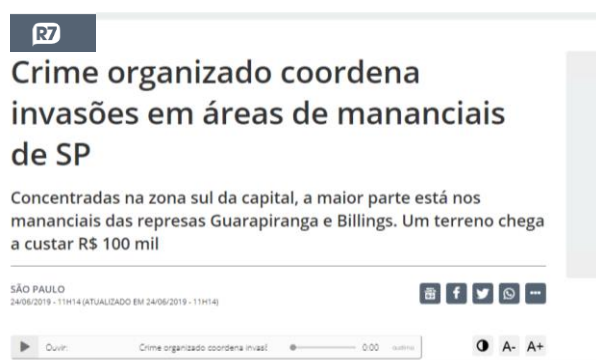 R7
Crime organizado coordena
invasões em áreas de mananciais
de SP
Concentradas na zona sul da capital, a maior parte está nos
mananciais das represas Guarapiranga e Billings. Um terreno chega
a custar R$ 100 mil
SÃO PAULO
24/06/2019 - 11H14 (ATUALIZADO EM 24/06/2019 - 11H14)
Ouvir: Crime organizado coordena invasõ 0:00
A- A+